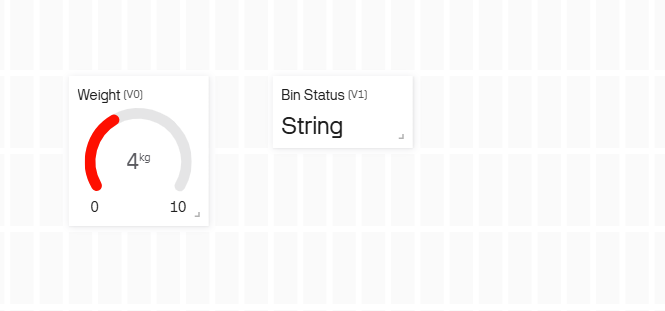 Weight (V0)
4kg
0
10
Bin Status (V1)
String